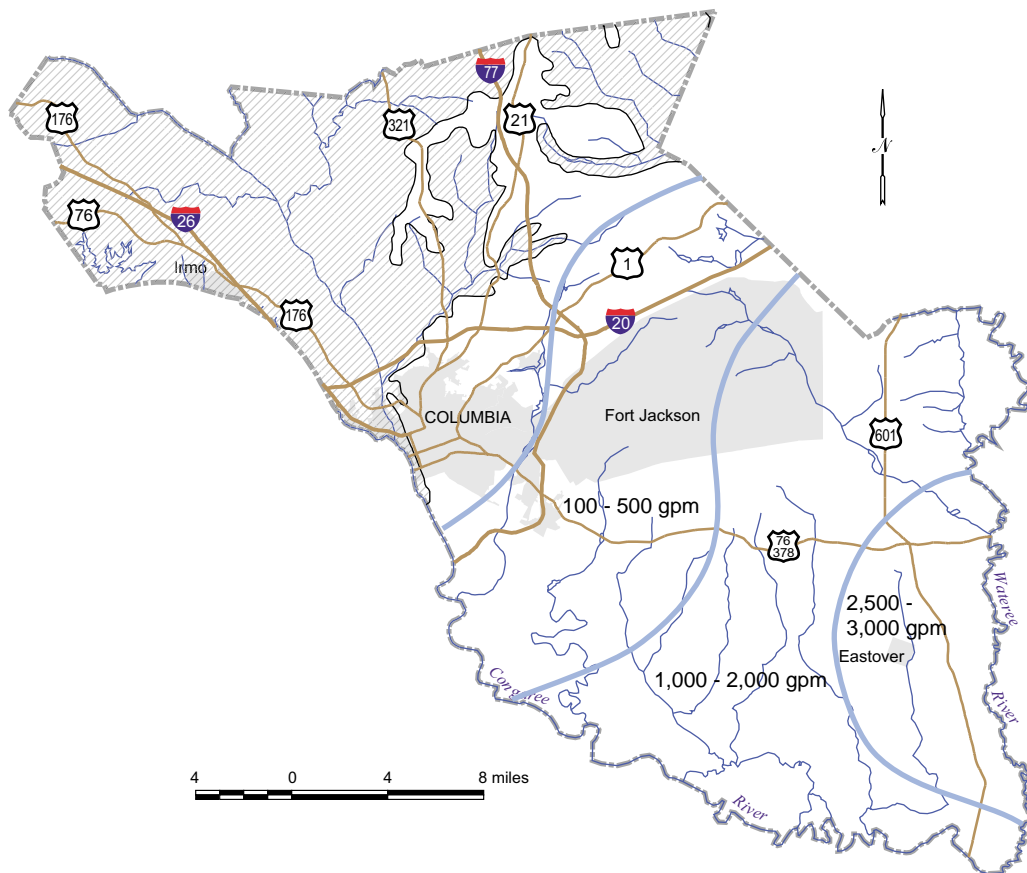 77
176
321
21
N
76
26
Irmo
1
176
20
COLUMBIA
Fort Jackson
601
100 - 500 gpm
76
378
Wateree
2,500 -
3,000 gpm
Eastover
1,000 - 2,000 gpm
Congaree
River
4 0 4 8 miles
River